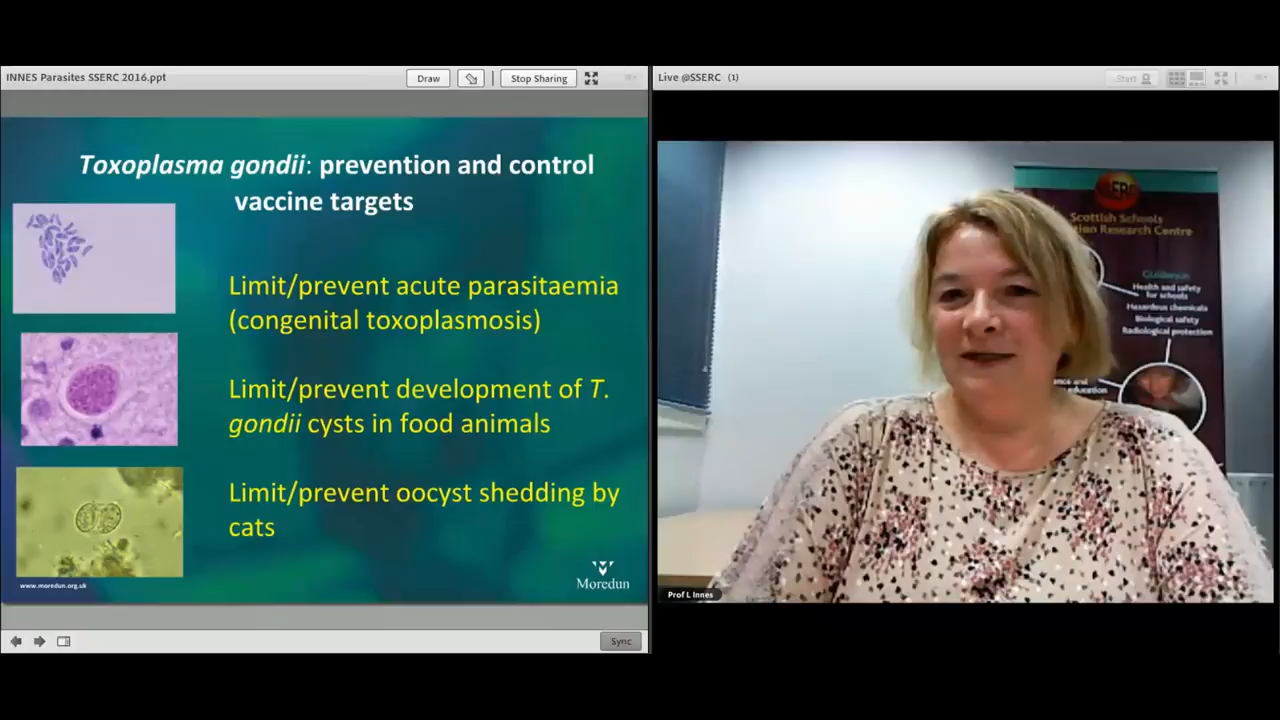 INNES Parasites SSERC 2016.ppt
Draw
Stop Sharing
Toxoplasma gondii: prevention and control
vaccine targets
Limit/prevent acute parasitaemia
(congenital toxoplasmosis)
Limit/prevent development of T.
gondii cysts in food animals
Limit/prevent oocyst shedding by
cats
www.moredun.org.uk
Moredun
Sync
Live @SSERC (1)
Start
Scottish Schools
Research Centre
Guidance
Health and safety
for schools
Hazardous chemicals
Biological safety
Radiological protection
education
Prof L Innes